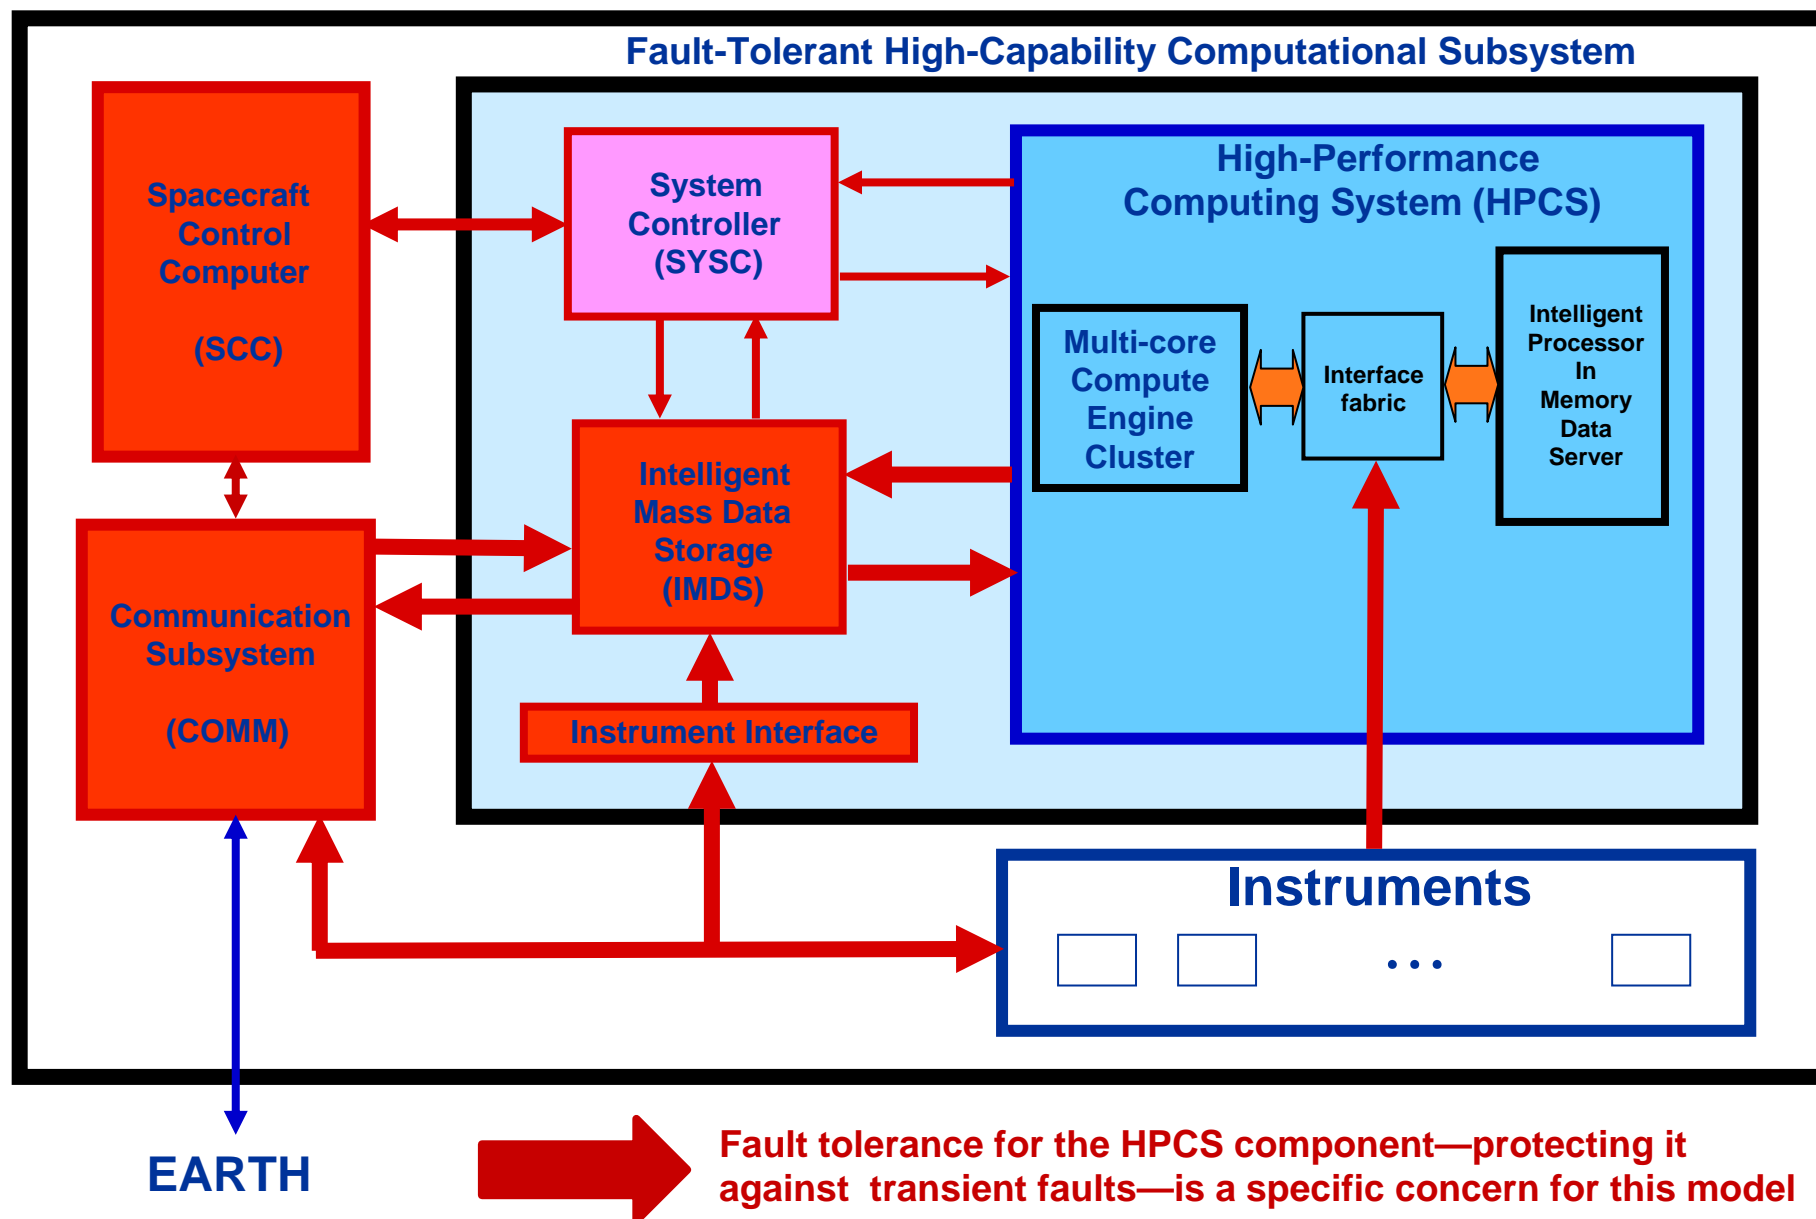 Fault-Tolerant High-Capability Computational Subsystem
Spacecraft
Control
Computer
(SCC)
System
Controller
(SYSC)
High-Performance
Computing System (HPCS)
Multi-core
Compute
Engine
Cluster
Interface
fabric
Intelligent
Processor
In
Memory
Data
Server
Intelligent
Mass Data
Storage
(IMDS)
Communication
Subsystem
(COMM)
Instrument Interface
Instruments
...
EARTH
Fault tolerance for the HPCS component—protecting it
against transient faults—is a specific concern for this model